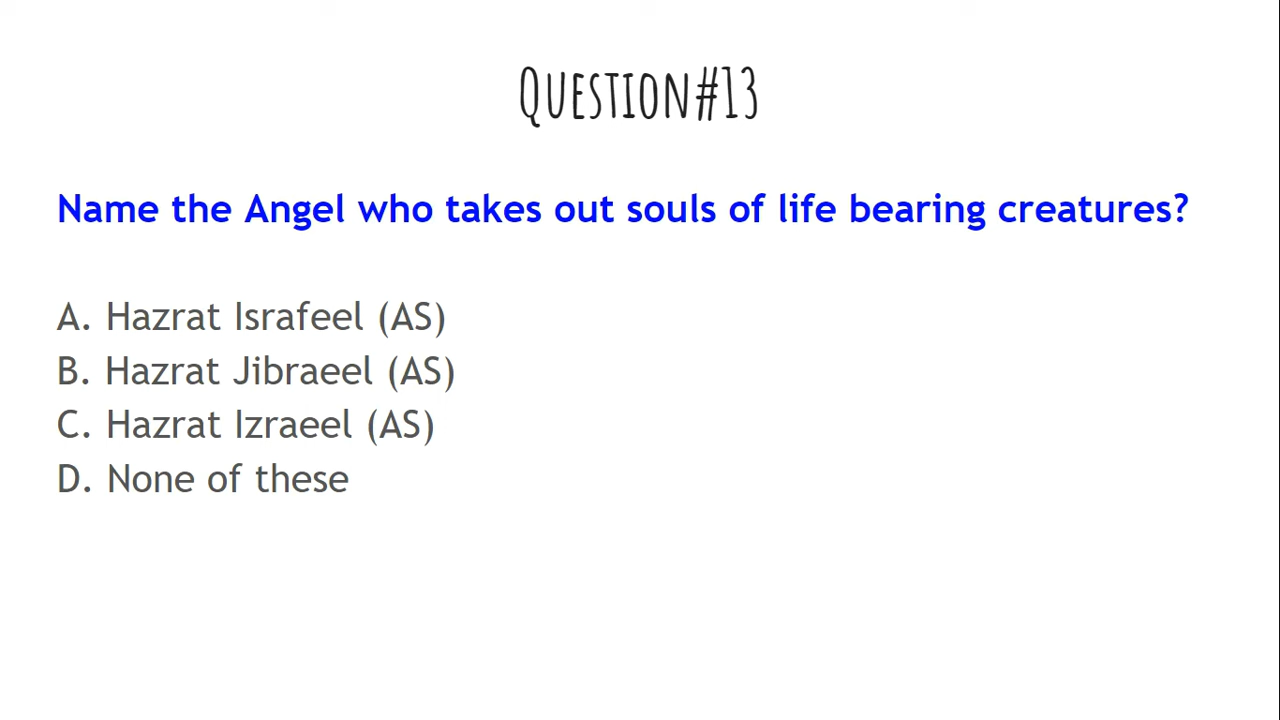 Question#13
Name the Angel who takes out souls of life bearing creatures?
A. Hazrat Israfeel (AS)
B. Hazrat Jibraeel (AS)
C. Hazrat Izraeel (AS)
D. None of these